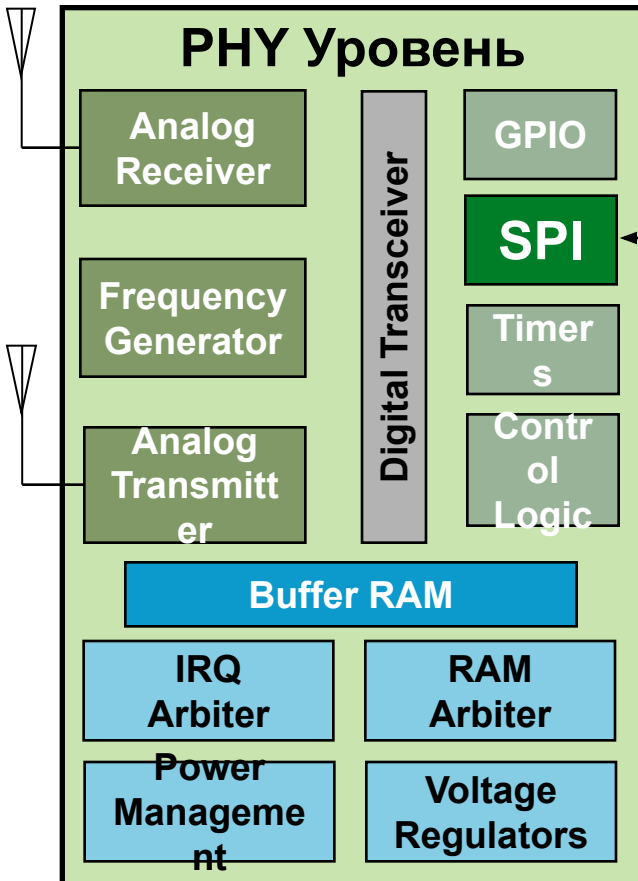 PHY Уровень
Analog
Receiver
Frequency
Generator
Analog
Transmitt
er
Digital Transceiver
GPIO
SPI
Timer
s
Contr
ol
Logic
Buffer RAM
IRQ
Arbiter
RAM
Arbiter
Power
Manageme
nt
Voltage
Regulators